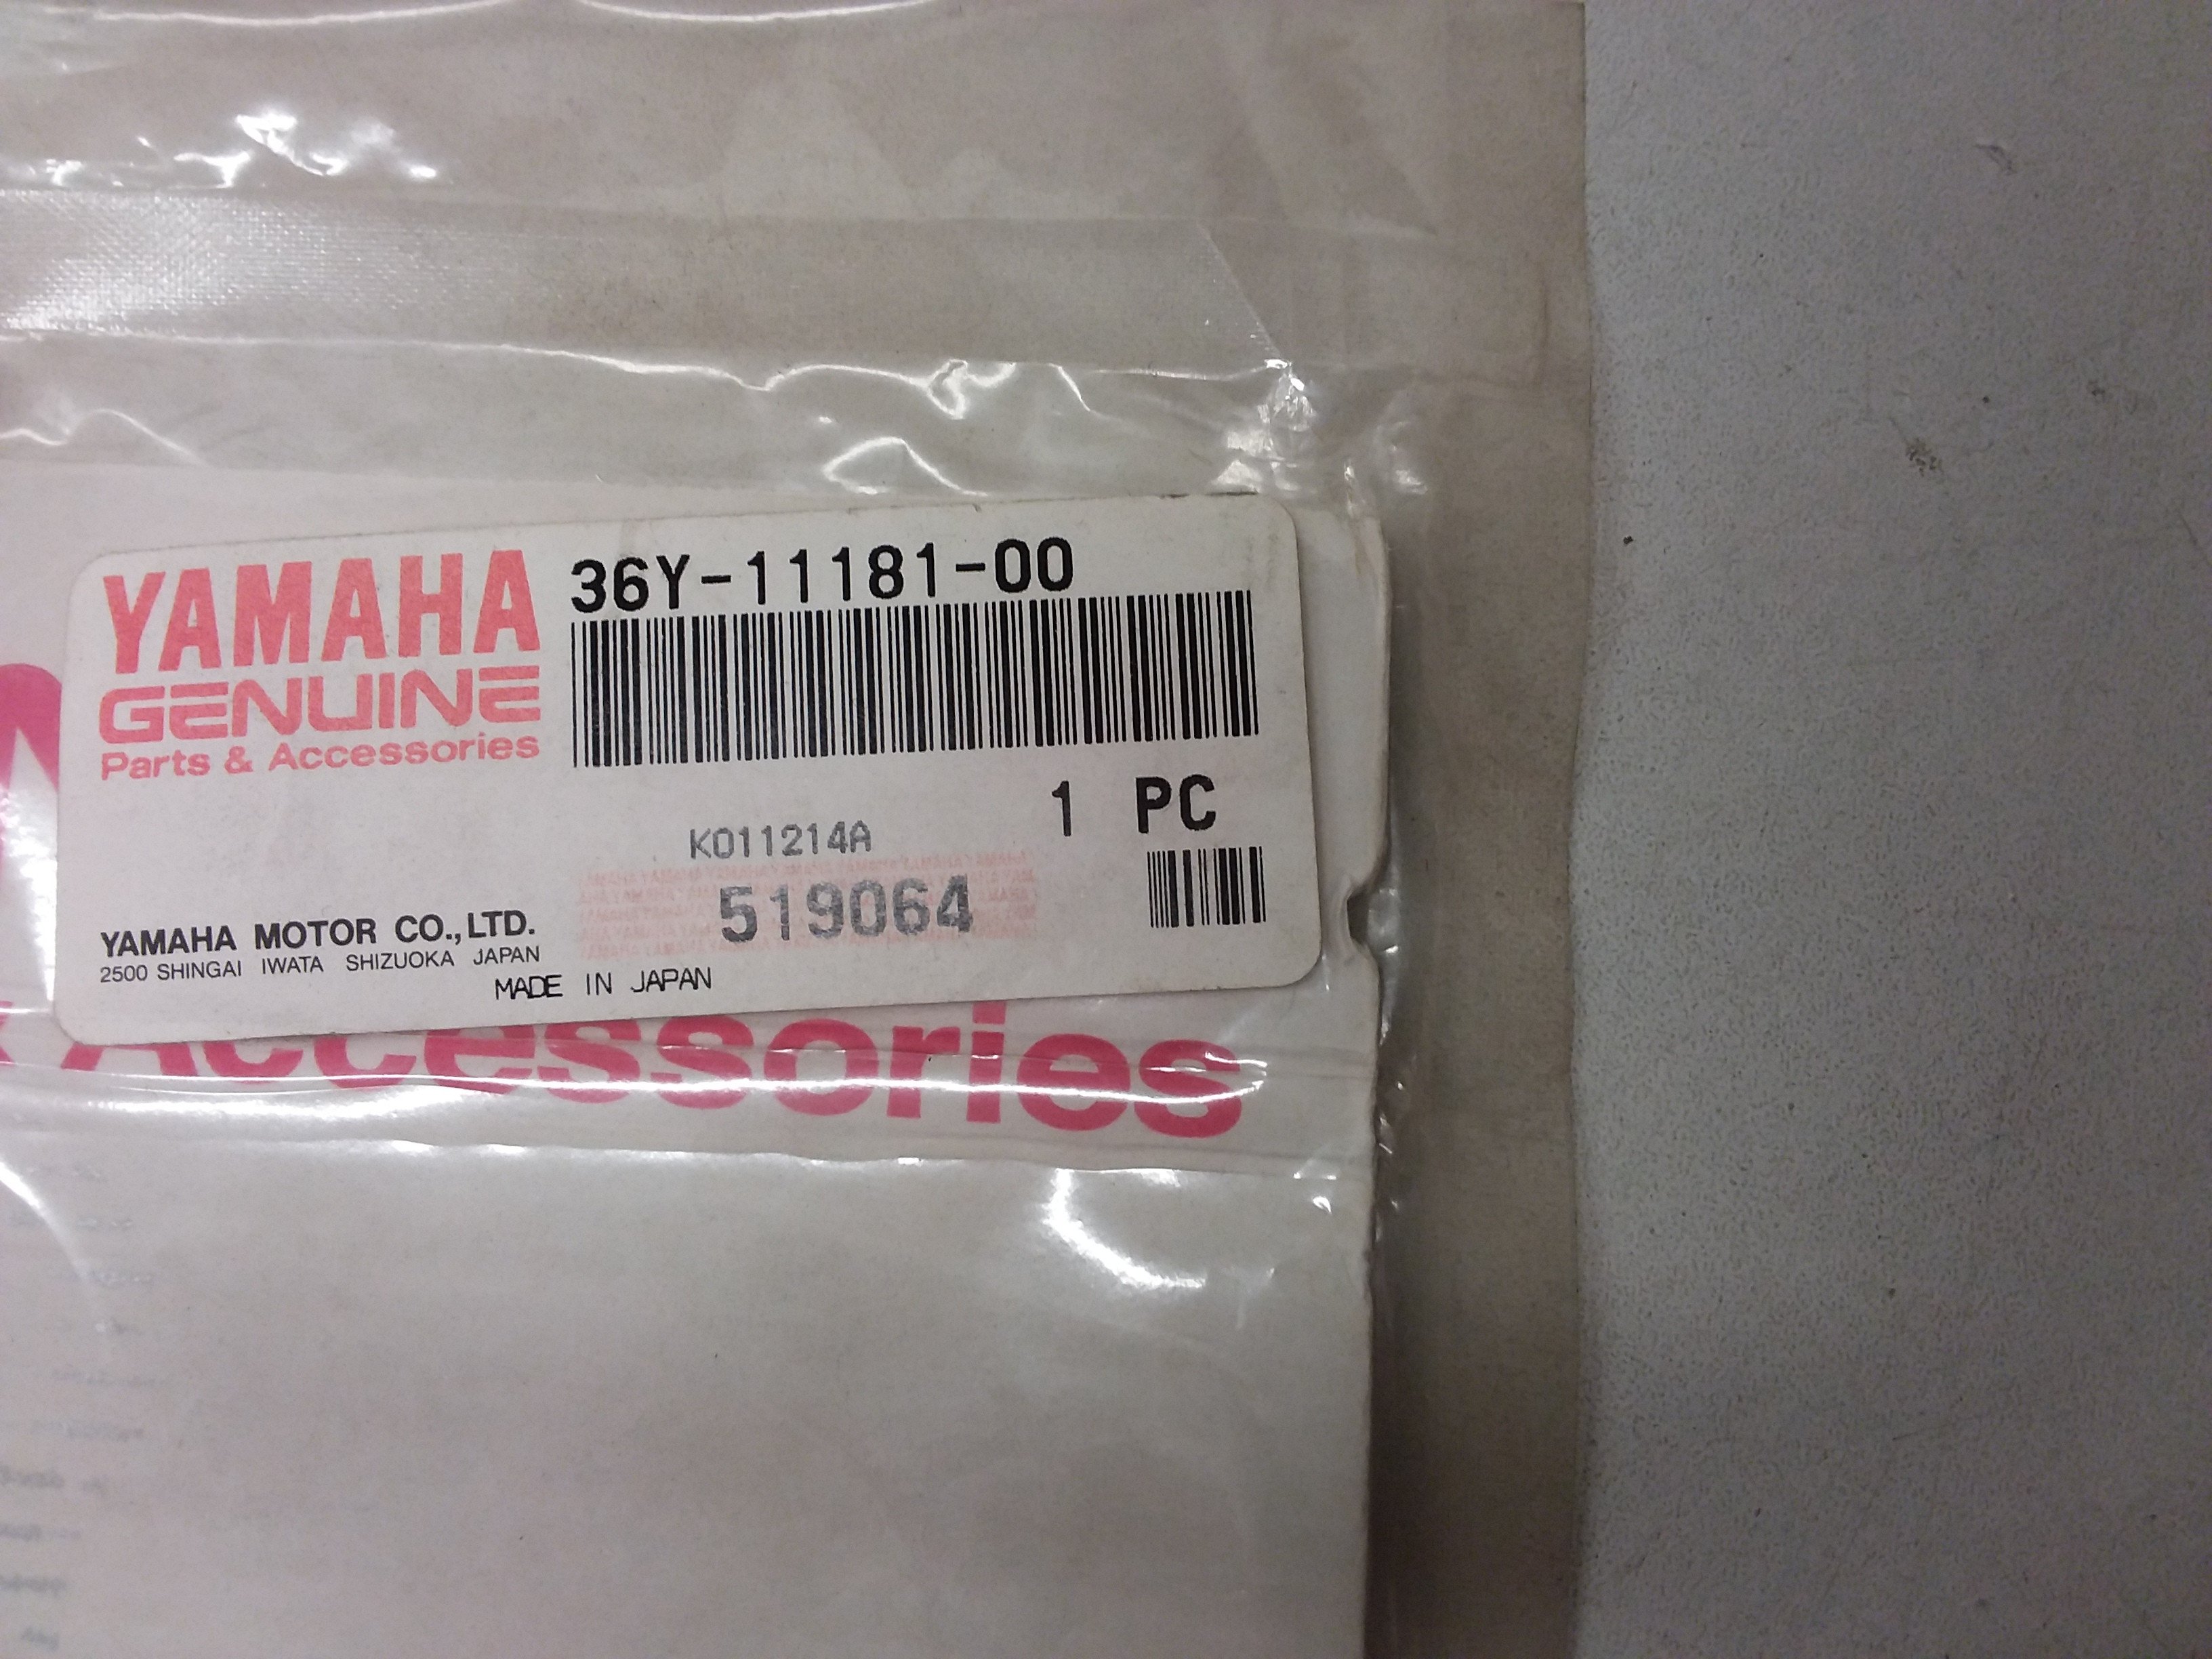 YAMAHA
GENUINE
Parts & Accessories
36Y-11181-00
1 PC
K011214A
519064
YAMAHA MOTOR CO.,LTD.
2500 SHINGAI IWATA SHIZUOKA JAPAN
MADE IN JAPAN
Accessories